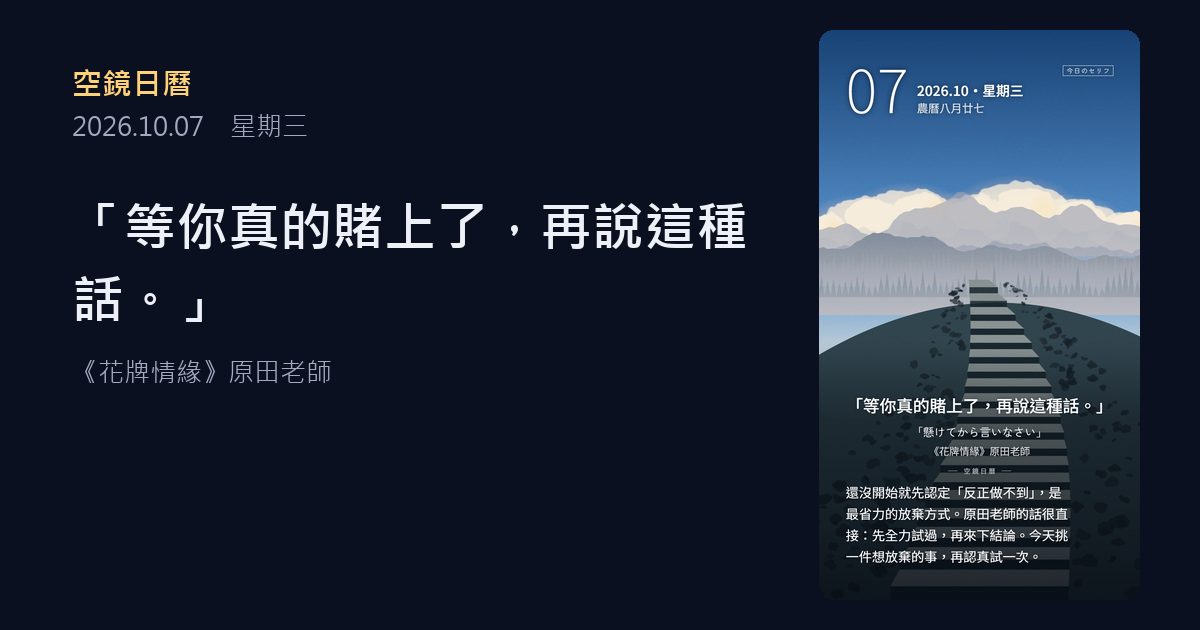 空鏡日曆
2026.10.07 星期三
「等你真的賭上了，再說這種
話。」
《花牌情緣》原田老師
07
2026.10・星期三
農曆八月廿七
今日のセリフ
「等你真的賭上了，再說這種話。」
「懸けてから言いなさい」
《花牌情緣》原田老師
— 空鏡日曆 —
還沒開始就先認定「反正做不到」，是
最省力的放棄方式。原田老師的話很直
接：先全力試過，再來下結論。今天挑
一件想放棄的事，再認真試一次。